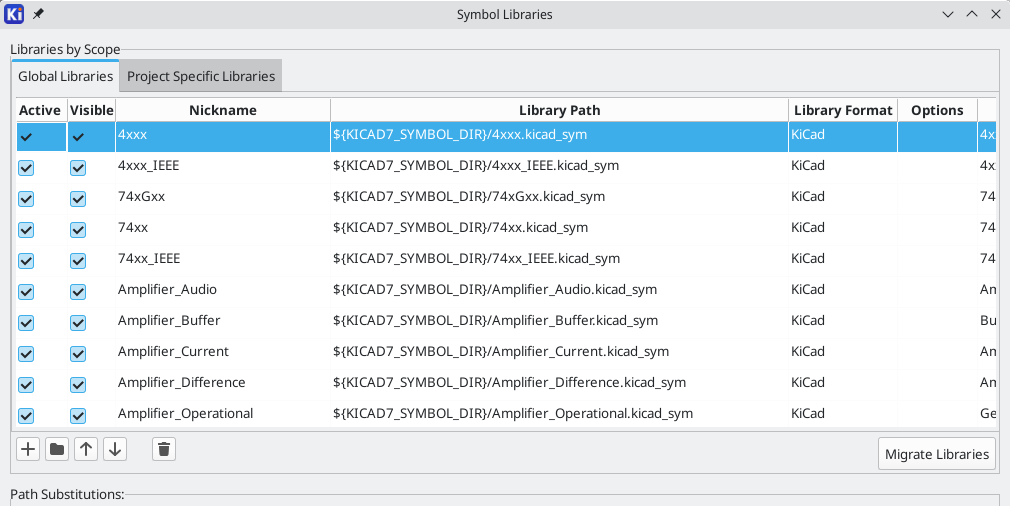 Ki
Symbol Libraries
Libraries by Scope
Global Libraries Project Specific Libraries
Active Visible Nickname Library Path Library Format Options
4xxx ${KICAD7_SYMBOL_DIR}/4xxx.kicad_sym KiCad 4x
4xxx_IEEE ${KICAD7_SYMBOL_DIR}/4xxx_IEEE.kicad_sym KiCad 4x
74xGxx ${KICAD7_SYMBOL_DIR}/74xGxx.kicad_sym KiCad 74
74xx ${KICAD7_SYMBOL_DIR}/74xx.kicad_sym KiCad 74
74xx_IEEE ${KICAD7_SYMBOL_DIR}/74xx_IEEE.kicad_sym KiCad 74
Amplifier_Audio ${KICAD7_SYMBOL_DIR}/Amplifier_Audio.kicad_sym KiCad Am
Amplifier_Buffer ${KICAD7_SYMBOL_DIR}/Amplifier_Buffer.kicad_sym KiCad Bu
Amplifier_Current ${KICAD7_SYMBOL_DIR}/Amplifier_Current.kicad_sym KiCad Am
Amplifier_Difference ${KICAD7_SYMBOL_DIR}/Amplifier_Difference.kicad_sym KiCad Am
Amplifier_Operational ${KICAD7_SYMBOL_DIR}/Amplifier_Operational.kicad_sym KiCad Ge
Migrate Libraries
Path Substitutions: